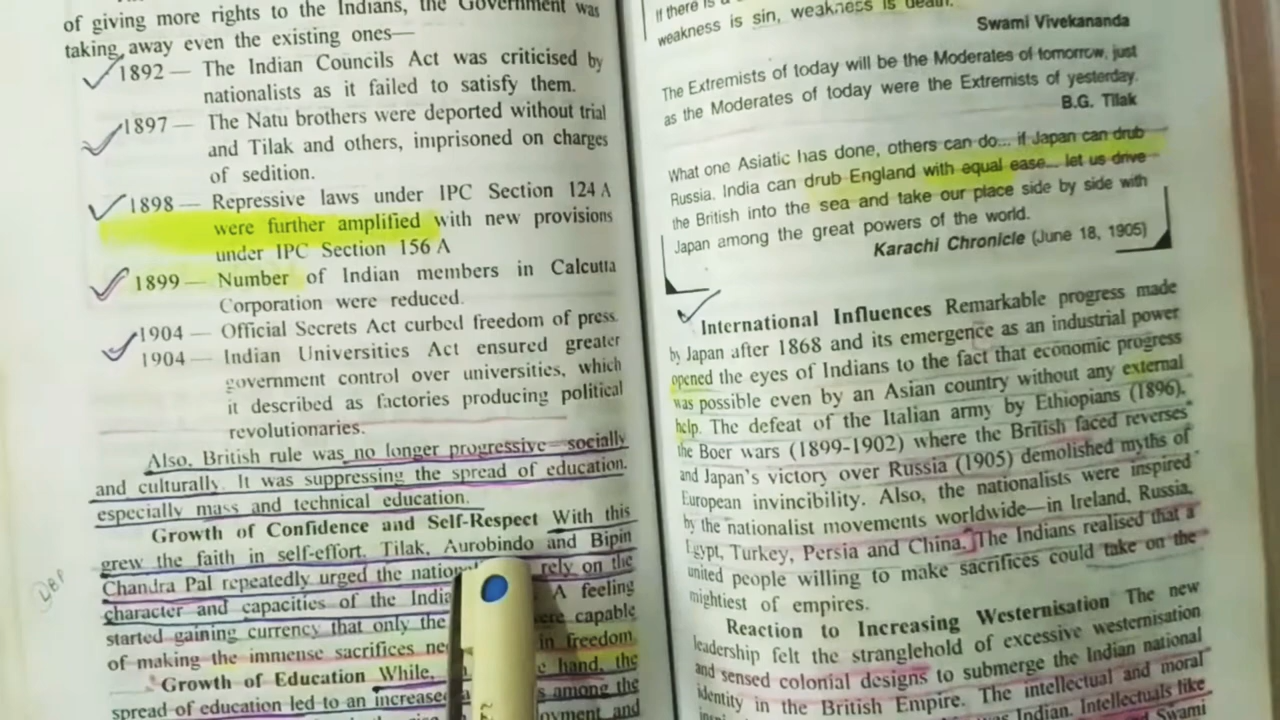 of giving more rights to the Indians, the Government was
taking away even the existing ones—
1892 — The Indian Councils Act was criticised by
nationalists as it failed to satisfy them.
1897 — The Natu brothers were deported without trial
and Tilak and others, imprisoned on charges
of sedition.
1898 — Repressive laws under IPC Section 124 A
were further amplified with new provisions
under IPC Section 156 A
1899 — Number of Indian members in Calcutta
Corporation were reduced.
1904 — Official Secrets Act curbed freedom of press.
1904 — Indian Universities Act ensured greater
government control over universities, which
it described as factories producing political
revolutionaries.
Also, British rule was no longer progressive—socially
and culturally. It was suppressing the spread of education,
especially mass and technical education.
Growth of Confidence and Self-Respect With this
grew the faith in self-effort. Tilak, Aurobindo and Bipin
Chandra Pal repeatedly urged the rely on the
character and capacities of the A feeling
started gaining currency that only the capable
of making the immense sacrifices in freedom
Growth of Education While, hand, the
spread of education led to an among the
and
DBP
If there is a
weakness is sin, weakness is death.
Swami Vivekananda
The Extremists of today will be the Moderates of tomorrow, just
as the Moderates of today were the Extremists of yesterday.
B.G. Tilak
What one Asiatic has done, others can do... if Japan can drub
Russia, India can drub England with equal ease... let us drive
the British into the sea and take our place side by side with
Japan among the great powers of the world.
Karachi Chronicle (June 18, 1905)
International Influences Remarkable progress made
by Japan after 1868 and its emergence as an industrial power
opened the eyes of Indians to the fact that economic progress
was possible even by an Asian country without any external
help. The defeat of the Italian army by Ethiopians (1896),
the Boer wars (1899-1902) where the British faced reverses
and Japan's victory over Russia (1905) demolished myths of
European invincibility. Also, the nationalists were inspired
by the nationalist movements worldwide—in Ireland, Russia,
Egypt, Turkey, Persia and China. The Indians realised that a
united people willing to make sacrifices could take on the
mightiest of empires.
Reaction to Increasing Westernisation The new
leadership felt the stranglehold of excessive westernisation
and sensed colonial designs to submerge the Indian national
identity in the British Empire. The intellectual and moral
Indian. Intellectuals like
Swami